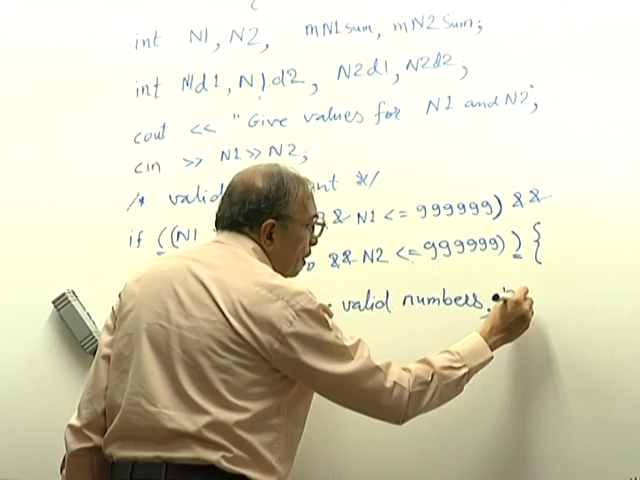 int N1, N2, mN1sum, mN2sum;
int N1d1, N1d2, N2d1, N2d2;
cout << "Give values for N1 and N2";
cin >> N1 >> N2;
/* valid */
if ((N1 && N1 <= 999999) &&
&& N2 <= 999999)) {
valid numbers.